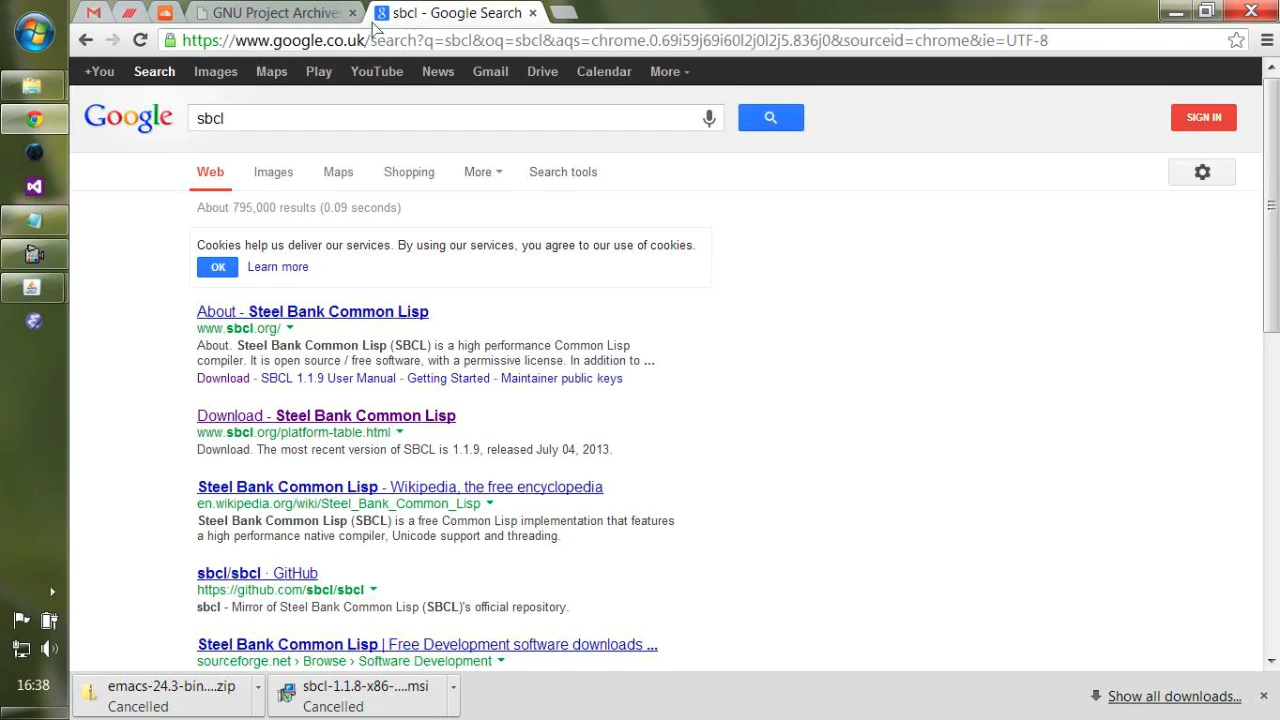 GNU Project Archives
sbcl - Google Search
https://www.google.co.uk/search?q=sbcl&oq=sbcl&aqs=chrome.0.69i59j69i60l2j0l2j5.836j0&sourceid=chrome&ie=UTF-8
+You Search Images Maps Play YouTube News Gmail Drive Calendar More
Google sbcl SIGN IN
Web Images Maps Shopping More Search tools
About 795,000 results (0.09 seconds)
Cookies help us deliver our services. By using our services, you agree to our use of cookies.
OK Learn more
About - Steel Bank Common Lisp
www.sbcl.org/
About. Steel Bank Common Lisp (SBCL) is a high performance Common Lisp
compiler. It is open source / free software, with a permissive license. In addition to ...
Download - SBCL 1.1.9 User Manual - Getting Started - Maintainer public keys
Download - Steel Bank Common Lisp
www.sbcl.org/platform-table.html
Download. The most recent version of SBCL is 1.1.9, released July 04, 2013.
Steel Bank Common Lisp - Wikipedia, the free encyclopedia
en.wikipedia.org/wiki/Steel_Bank_Common_Lisp
Steel Bank Common Lisp (SBCL) is a free Common Lisp implementation that features
a high performance native compiler, Unicode support and threading.
sbcl/sbcl · GitHub
https://github.com/sbcl/sbcl
sbcl - Mirror of Steel Bank Common Lisp (SBCL)'s official repository.
Steel Bank Common Lisp | Free Development software downloads ...
sourceforge.net › Browse › Software Development
16:38
emacs-24.3-bin....zip
Cancelled
sbcl-1.1.8-x86-....msi
Cancelled
Show all downloads...